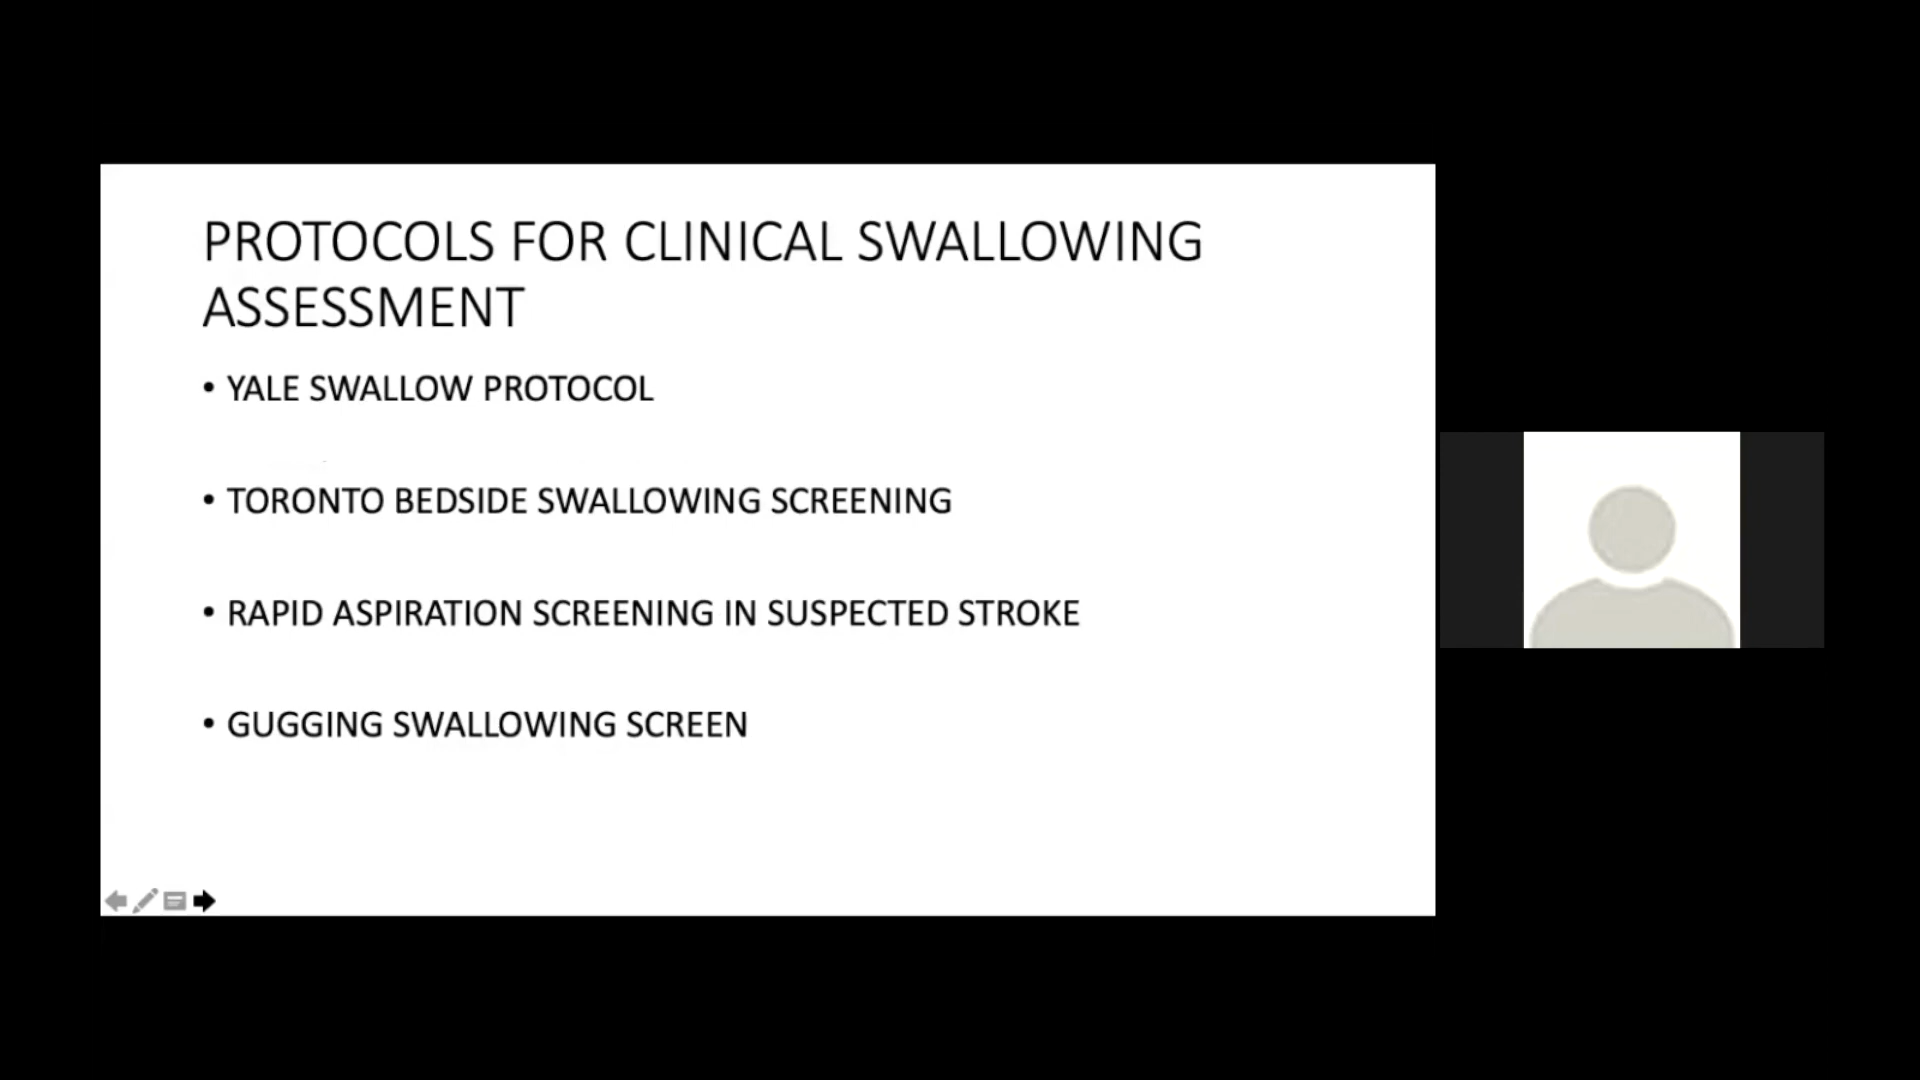 PROTOCOLS FOR CLINICAL SWALLOWING
ASSESSMENT
• YALE SWALLOW PROTOCOL
• TORONTO BEDSIDE SWALLOWING SCREENING
• RAPID ASPIRATION SCREENING IN SUSPECTED STROKE
• GUGGING SWALLOWING SCREEN